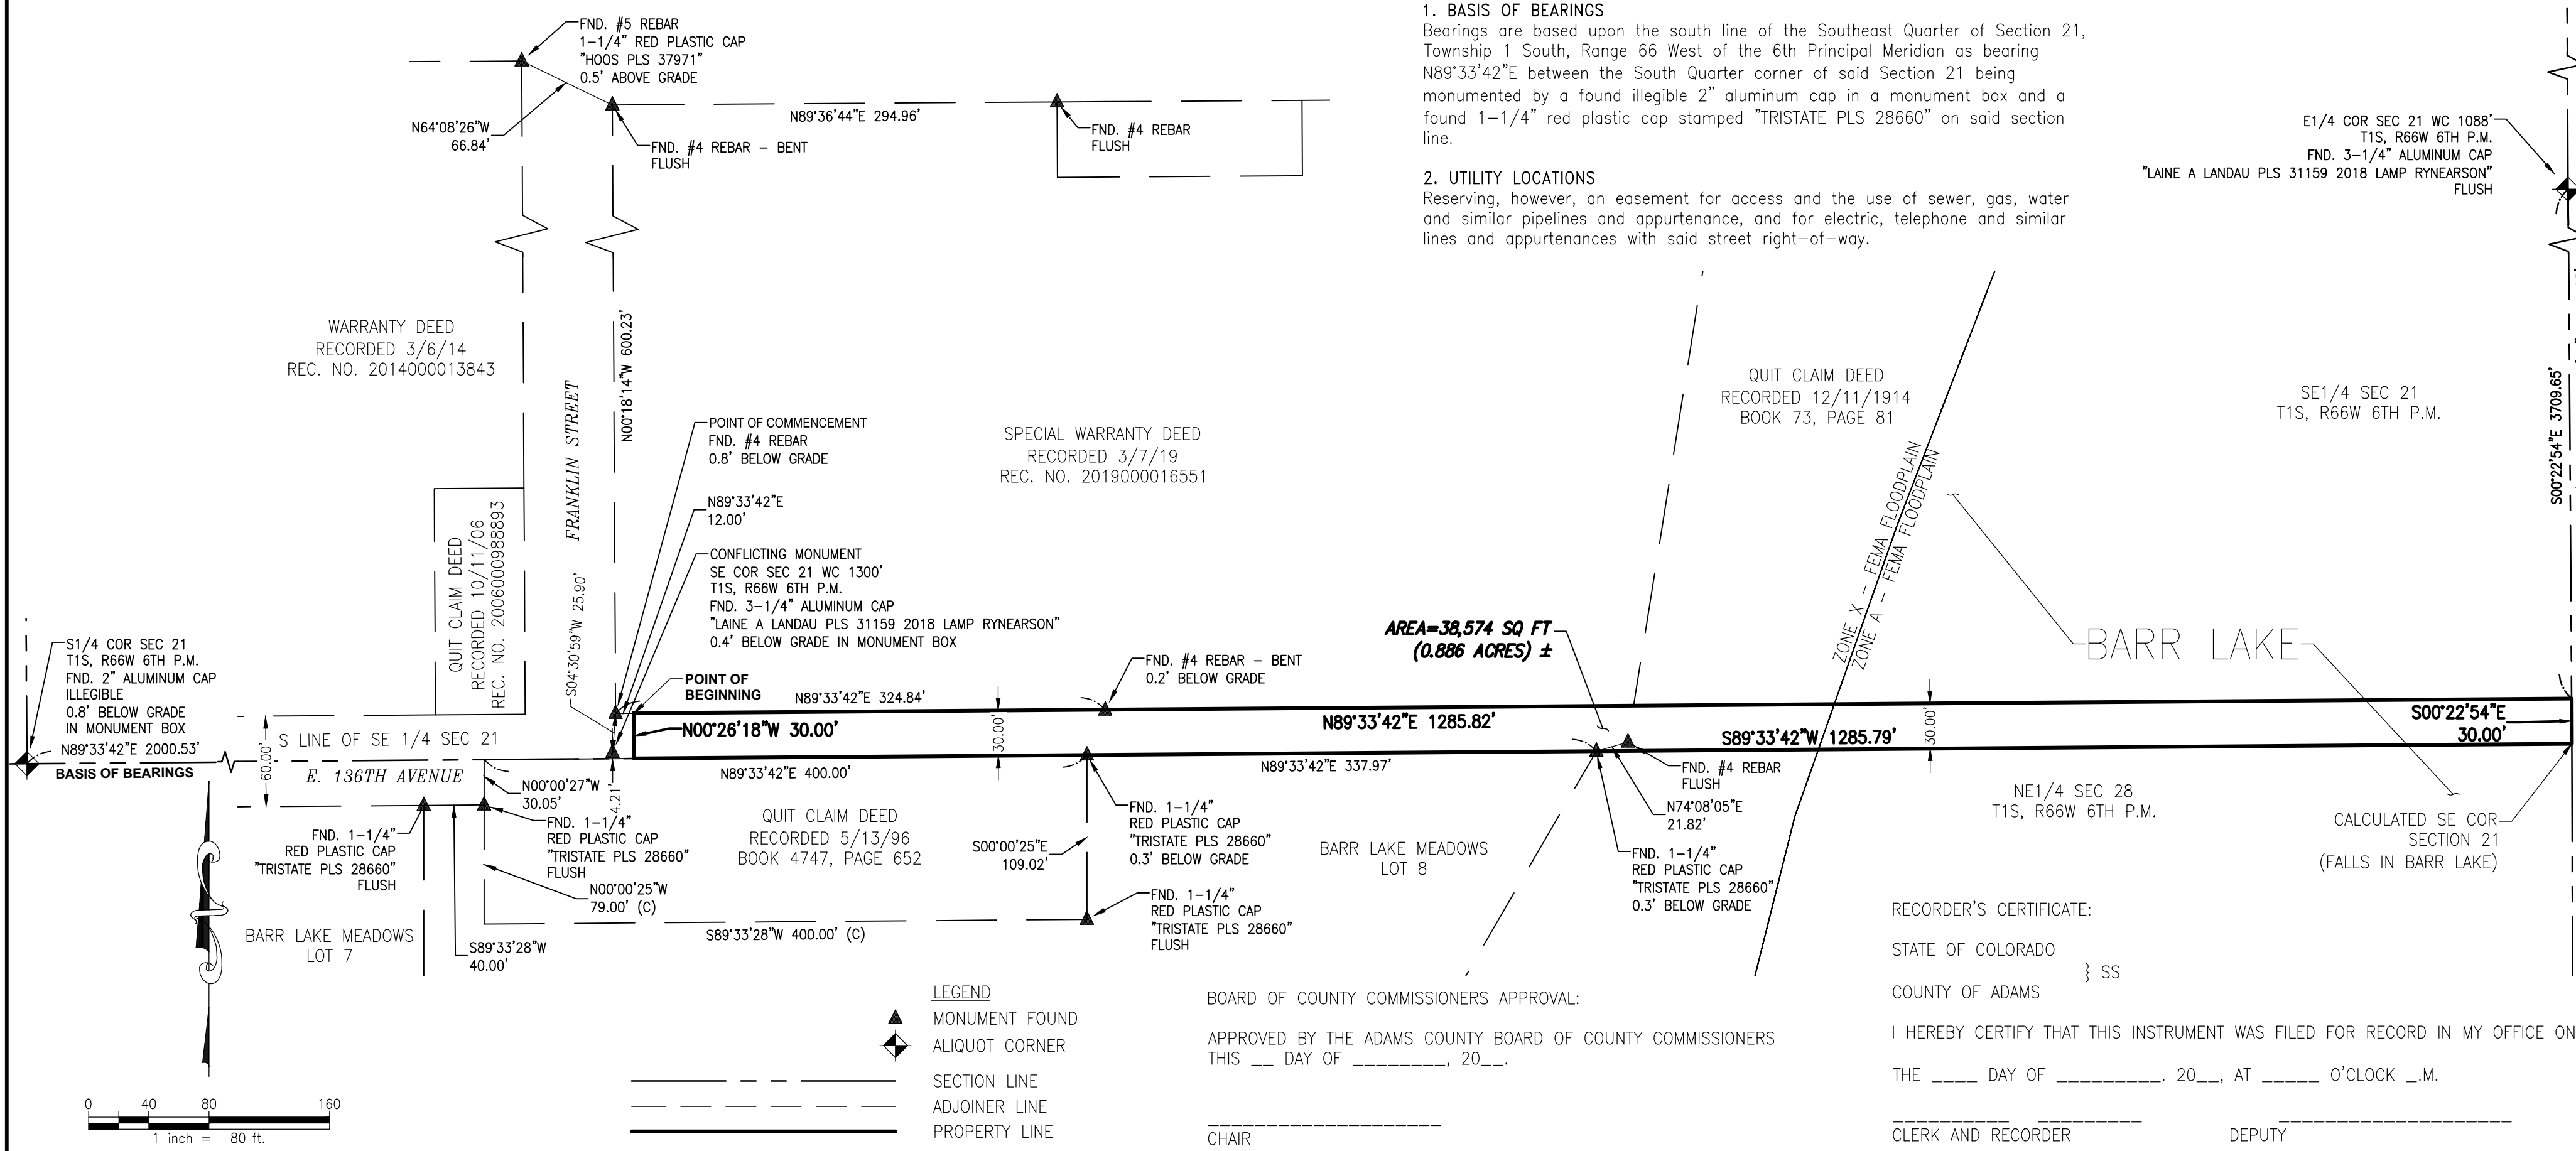 FND. #5 REBAR
1-1/4" RED PLASTIC CAP
"HOOS PLS 37971"
0.5' ABOVE GRADE
N64°08'26"W
66.84'
FND. #4 REBAR – BENT
FLUSH
N89°36'44"E 294.96'
FND. #4 REBAR
FLUSH
1. BASIS OF BEARINGS
Bearings are based upon the south line of the Southeast Quarter of Section 21,
Township 1 South, Range 66 West of the 6th Principal Meridian as bearing
N89°33'42"E between the South Quarter corner of said Section 21 being
monumented by a found illegible 2" aluminum cap in a monument box and a
found 1-1/4" red plastic cap stamped "TRISTATE PLS 28660" on said section
line.
2. UTILITY LOCATIONS
Reserving, however, an easement for access and the use of sewer, gas, water
and similar pipelines and appurtenance, and for electric, telephone and similar
lines and appurtenances with said street right-of-way.
E1/4 COR SEC 21 WC 1088'
T1S, R66W 6TH P.M.
FND. 3-1/4" ALUMINUM CAP
"LAINE A LANDAU PLS 31159 2018 LAMP RYNEARSON"
FLUSH
WARRANTY DEED
RECORDED 3/6/14
REC. NO. 2014000013843
FRANKLIN STREET
N00°18'14"W 600.23'
QUIT CLAIM DEED
RECORDED 10/11/06
REC. NO. 20060000988893
S04°30'59"W 25.90'
POINT OF COMMENCEMENT
FND. #4 REBAR
0.8' BELOW GRADE
N89°33'42"E
12.00'
CONFLICTING MONUMENT
SE COR SEC 21 WC 1300'
T1S, R66W 6TH P.M.
FND. 3-1/4" ALUMINUM CAP
"LAINE A LANDAU PLS 31159 2018 LAMP RYNEARSON"
0.4' BELOW GRADE IN MONUMENT BOX
SPECIAL WARRANTY DEED
RECORDED 3/7/19
REC. NO. 2019000016551
QUIT CLAIM DEED
RECORDED 12/11/1914
BOOK 73, PAGE 81
SE1/4 SEC 21
T1S, R66W 6TH P.M.
S00°22'54"E 3709.65'
ZONE X – FEMA FLOODPLAIN
ZONE A – FEMA FLOODPLAIN
BARR LAKE
S1/4 COR SEC 21
T1S, R66W 6TH P.M.
FND. 2" ALUMINUM CAP
ILLEGIBLE
0.8' BELOW GRADE
IN MONUMENT BOX
N89°33'42"E 2000.53'
BASIS OF BEARINGS
S LINE OF SE 1/4 SEC 21
E. 136TH AVENUE
60.00'
POINT OF
BEGINNING
N89°33'42"E 324.84'
FND. #4 REBAR – BENT
0.2' BELOW GRADE
AREA=38,574 SQ FT
(0.886 ACRES) ±
N00°26'18"W 30.00'
30.00'
N89°33'42"E 1285.82'
S89°33'42"W 1285.79'
30.00'
S00°22'54"E
30.00'
N89°33'42"E 400.00'
N89°33'42"E 337.97'
4.21'
N00°00'27"W
30.05'
FND. 1-1/4"
RED PLASTIC CAP
"TRISTATE PLS 28660"
FLUSH
FND. 1-1/4"
RED PLASTIC CAP
"TRISTATE PLS 28660"
FLUSH
N00°00'25"W
79.00' (C)
QUIT CLAIM DEED
RECORDED 5/13/96
BOOK 4747, PAGE 652
S00°00'25"E
109.02'
FND. 1-1/4"
RED PLASTIC CAP
"TRISTATE PLS 28660"
0.3' BELOW GRADE
FND. 1-1/4"
RED PLASTIC CAP
"TRISTATE PLS 28660"
FLUSH
BARR LAKE MEADOWS
LOT 8
FND. #4 REBAR
FLUSH
N74°08'05"E
21.82'
FND. 1-1/4"
RED PLASTIC CAP
"TRISTATE PLS 28660"
0.3' BELOW GRADE
NE1/4 SEC 28
T1S, R66W 6TH P.M.
CALCULATED SE COR
SECTION 21
(FALLS IN BARR LAKE)
BARR LAKE MEADOWS
LOT 7
S89°33'28"W
40.00'
S89°33'28"W 400.00' (C)
0 40 80 160
1 inch = 80 ft.
LEGEND
MONUMENT FOUND
ALIQUOT CORNER
SECTION LINE
ADJOINER LINE
PROPERTY LINE
BOARD OF COUNTY COMMISSIONERS APPROVAL:
APPROVED BY THE ADAMS COUNTY BOARD OF COUNTY COMMISSIONERS
THIS __ DAY OF ________, 20__.
CHAIR
RECORDER'S CERTIFICATE:
STATE OF COLORADO
} SS
COUNTY OF ADAMS
I HEREBY CERTIFY THAT THIS INSTRUMENT WAS FILED FOR RECORD IN MY OFFICE ON
THE ____ DAY OF _________. 20__, AT _____ O'CLOCK _.M.
CLERK AND RECORDER DEPUTY